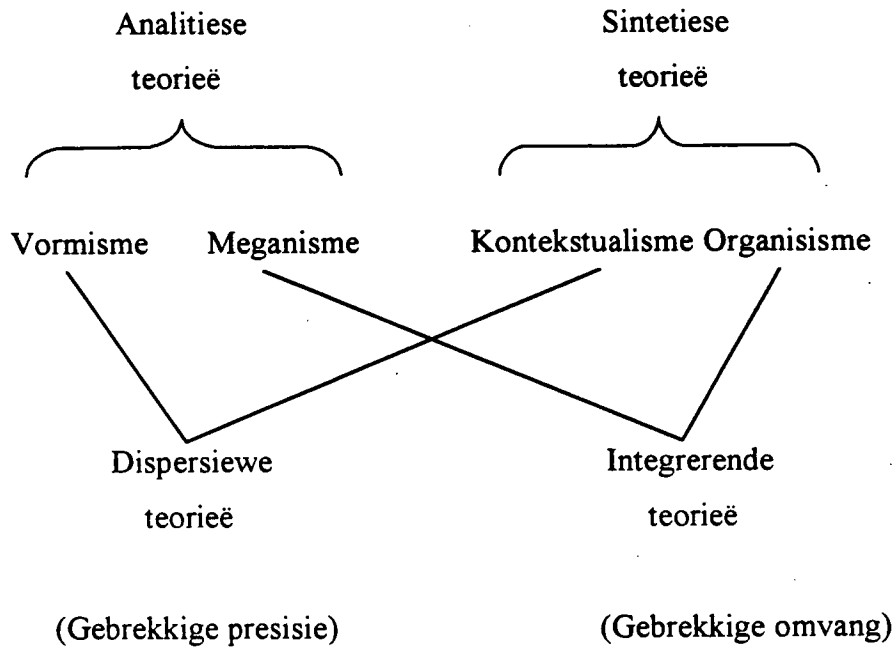 Analitiese
teorieë
Sintetiese
teorieë
Vormisme Meganisme Kontekstualisme Organisisme
Dispersiewe
teorieë
Integrerende
teorieë
(Gebrekkige presisie) (Gebrekkige omvang)